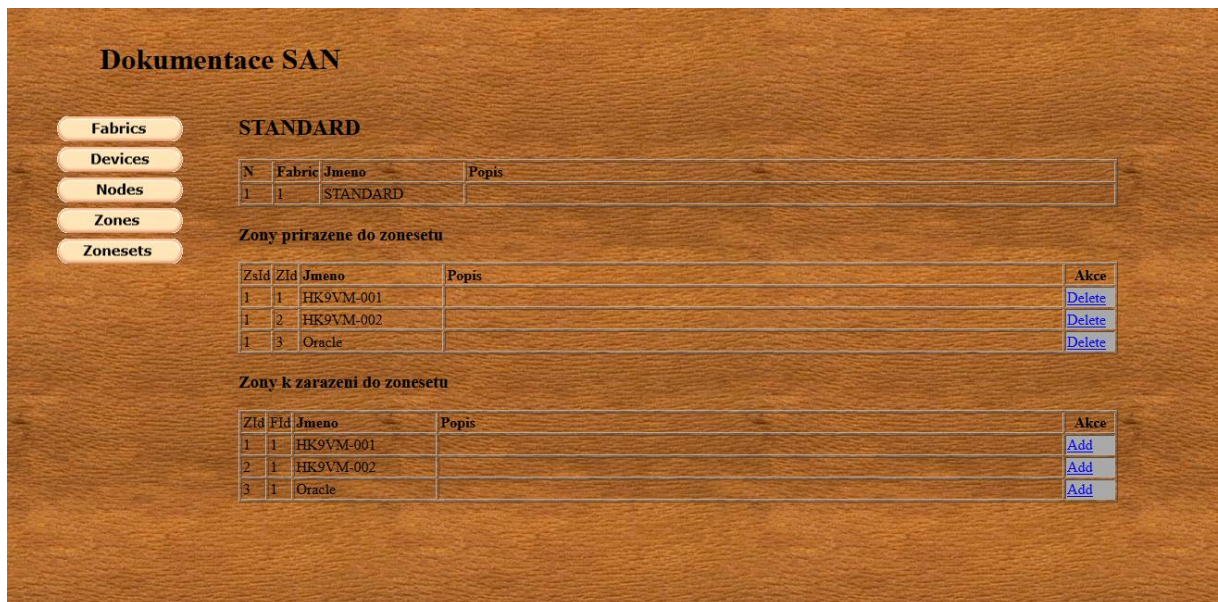 Dokumentace SAN
Fabrics
Devices
Nodes
Zones
Zonesets
STANDARD
N Fabric Jmeno Popis
1 1 STANDARD
Zony prirazene do zonesetu
ZsId ZId Jmeno Popis Akce
1 1 HK9VM-001 Delete
1 2 HK9VM-002 Delete
1 3 Oracle Delete
Zony k zarazeni do zonesetu
ZId FId Jmeno Popis Akce
1 1 HK9VM-001 Add
2 1 HK9VM-002 Add
3 1 Oracle Add